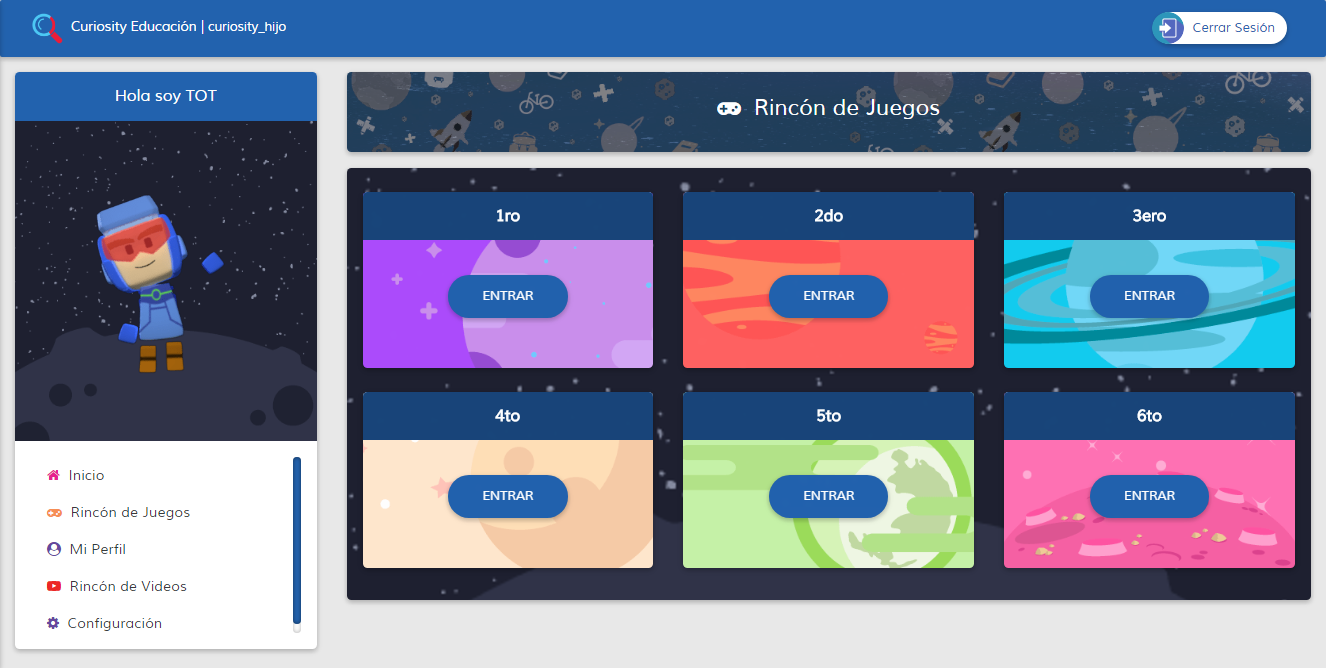 Curiosity Educación | curiosity_hijo
Cerrar Sesión
Hola soy TOT
Inicio
Rincón de Juegos
Mi Perfil
Rincón de Videos
Configuración
Rincón de Juegos
1ro
ENTRAR
2do
ENTRAR
3ero
ENTRAR
4to
ENTRAR
5to
ENTRAR
6to
ENTRAR